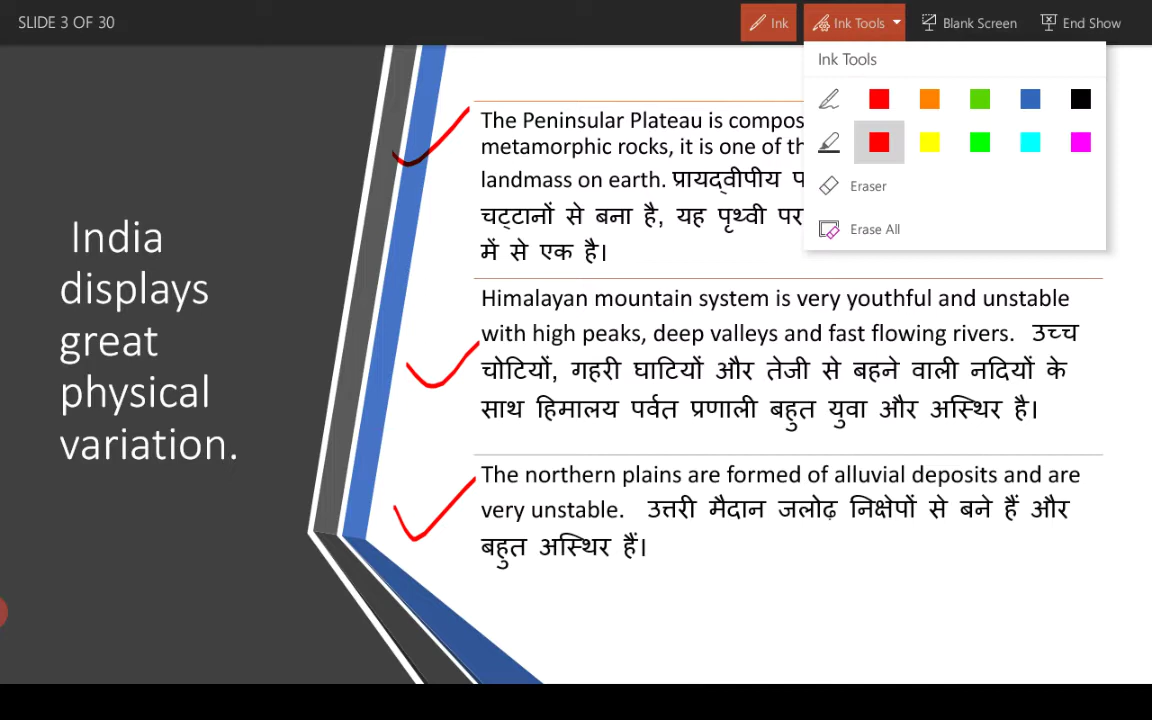 SLIDE 3 OF 30
Ink
Ink Tools
Blank Screen
End Show
Ink Tools
Eraser
Erase All
India
displays
great
physical
variation.
The Peninsular Plateau is compos
metamorphic rocks, it is one of th
landmass on earth. प्रायद्वीपीय प
चट्टानों से बना है, यह पृथ्वी पर
में से एक है।
Himalayan mountain system is very youthful and unstable
with high peaks, deep valleys and fast flowing rivers. उच्च
चोटियों, गहरी घाटियों और तेजी से बहने वाली नदियों के
साथ हिमालय पर्वत प्रणाली बहुत युवा और अस्थिर है।
The northern plains are formed of alluvial deposits and are
very unstable. उत्तरी मैदान जलोढ़ निक्षेपों से बने हैं और
बहुत अस्थिर हैं।